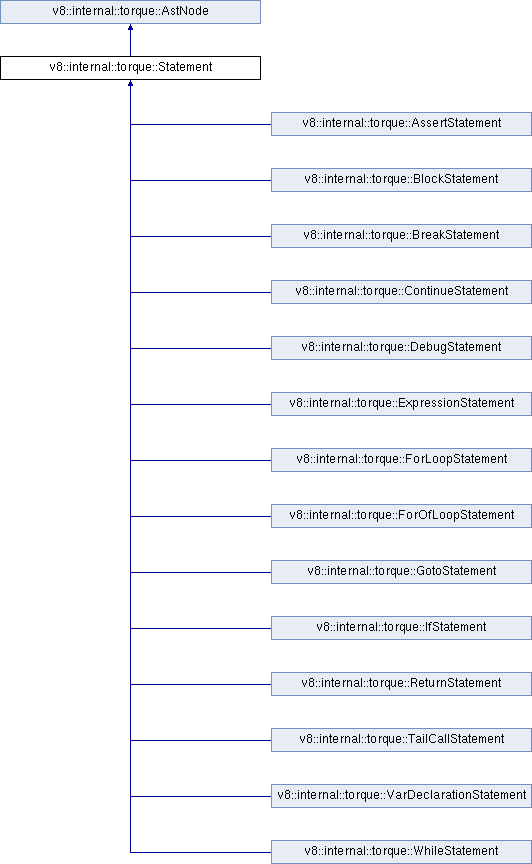 v8::internal::torque::AstNode
v8::internal::torque::Statement
v8::internal::torque::AssertStatement
v8::internal::torque::BlockStatement
v8::internal::torque::BreakStatement
v8::internal::torque::ContinueStatement
v8::internal::torque::DebugStatement
v8::internal::torque::ExpressionStatement
v8::internal::torque::ForLoopStatement
v8::internal::torque::ForOfLoopStatement
v8::internal::torque::GotoStatement
v8::internal::torque::IfStatement
v8::internal::torque::ReturnStatement
v8::internal::torque::TailCallStatement
v8::internal::torque::VarDeclarationStatement
v8::internal::torque::WhileStatement